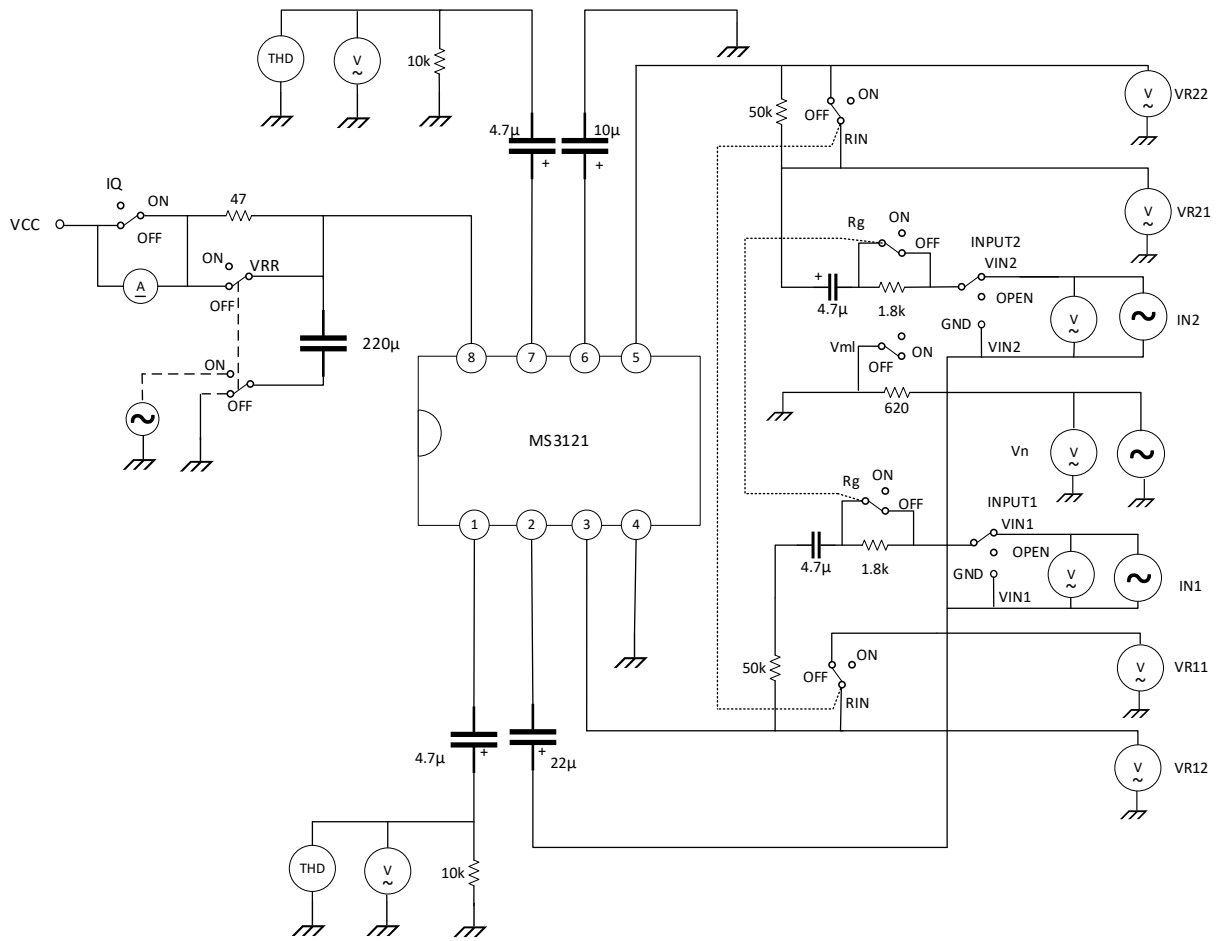 THD
V
~
10k
4.7µ
+
10µ
+
50k
ON
OFF
RIN
V
~
VR22
V
~
VR21
IQ
ON
OFF
VCC
A
47
ON
VRR
OFF
220µ
ON
OFF
~
Rg
ON
OFF
INPUT2
VIN2
OPEN
GND
VIN2
+
4.7µ
1.8k
V
~
~
IN2
Vml
ON
OFF
620
Vn
V
~
~
8
7
6
5
MS3121
1
2
3
4
Rg
ON
OFF
INPUT1
VIN1
OPEN
GND
VIN1
4.7µ
1.8k
V
~
~
IN1
50k
ON
OFF
RIN
V
~
VR11
V
~
VR12
4.7µ
+
+
22µ
THD
V
~
10k